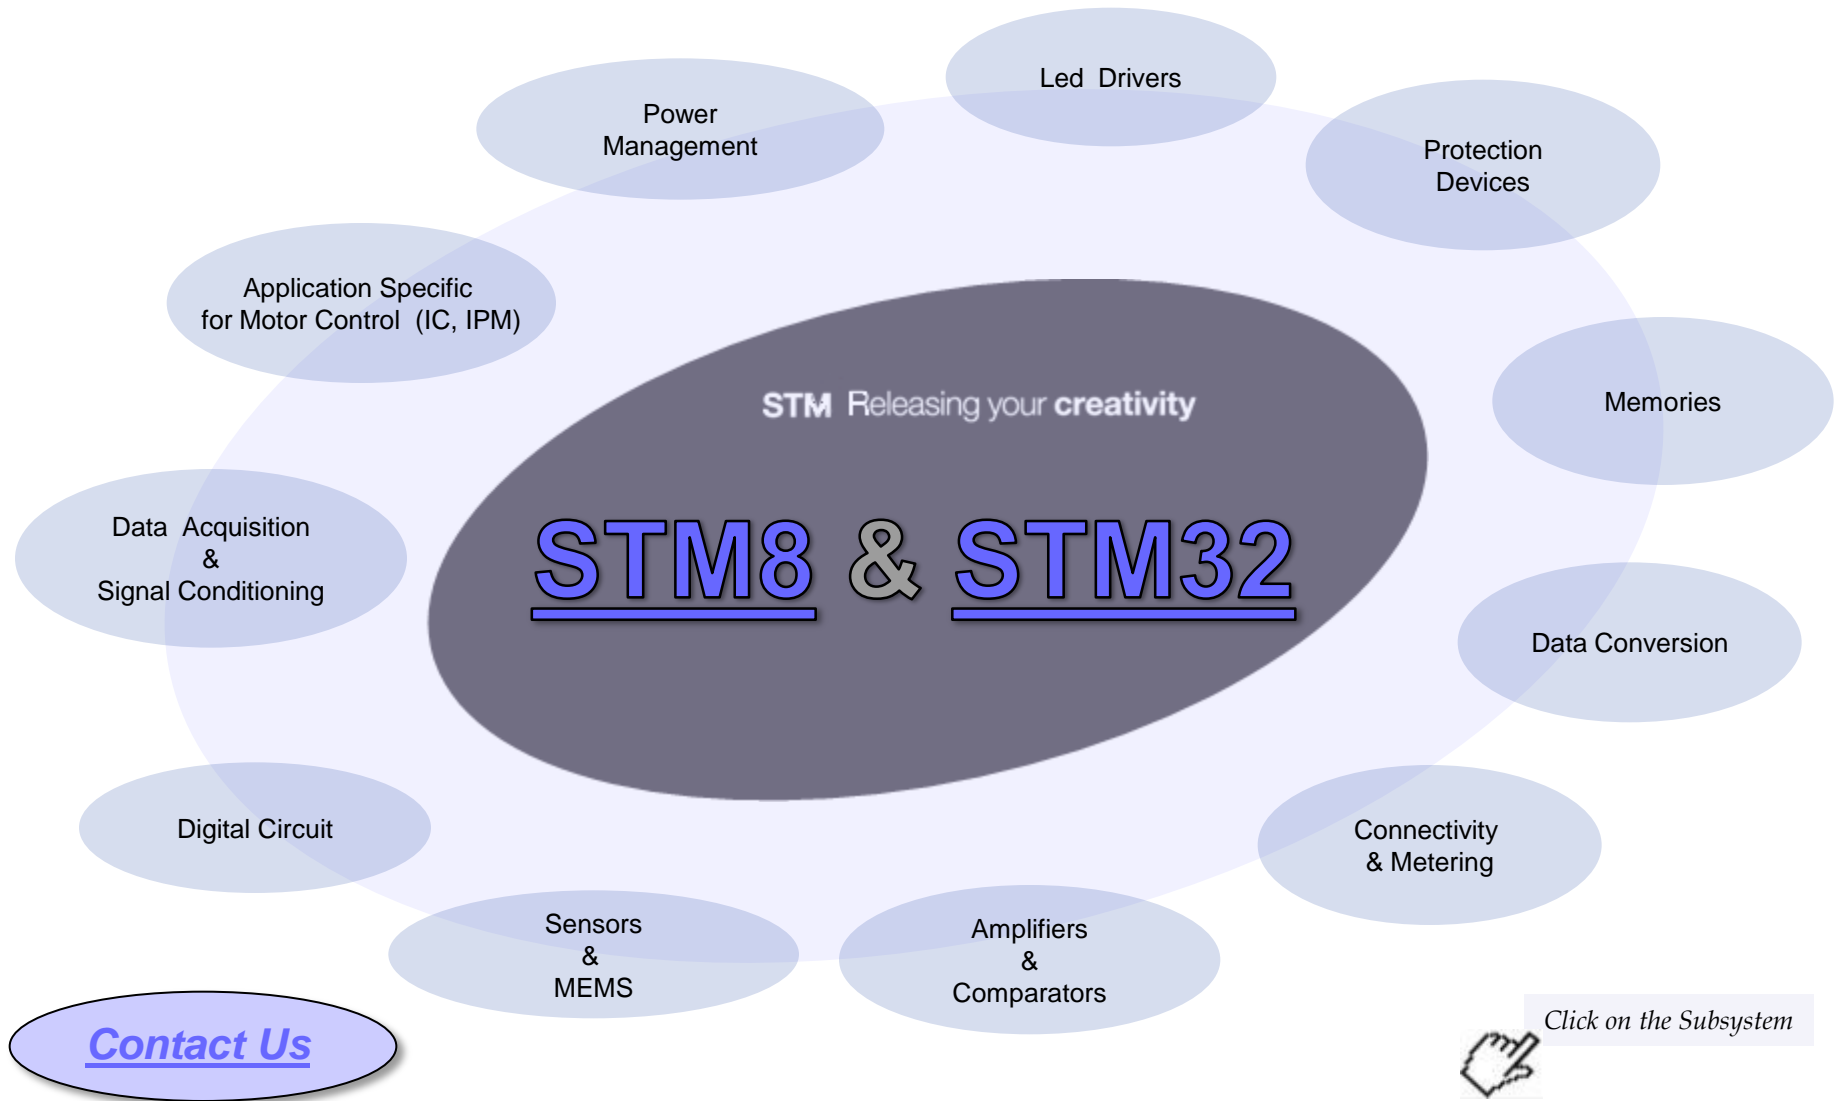 Led Drivers
Power
Management
Protection
Devices
Application Specific
for Motor Control (IC, IPM)
STM Releasing your creativity
Memories
STM8 & STM32
Data Acquisition
&
Signal Conditioning
Data Conversion
Digital Circuit
Connectivity
& Metering
Sensors
&
MEMS
Amplifiers
&
Comparators
Contact Us
Click on the Subsystem